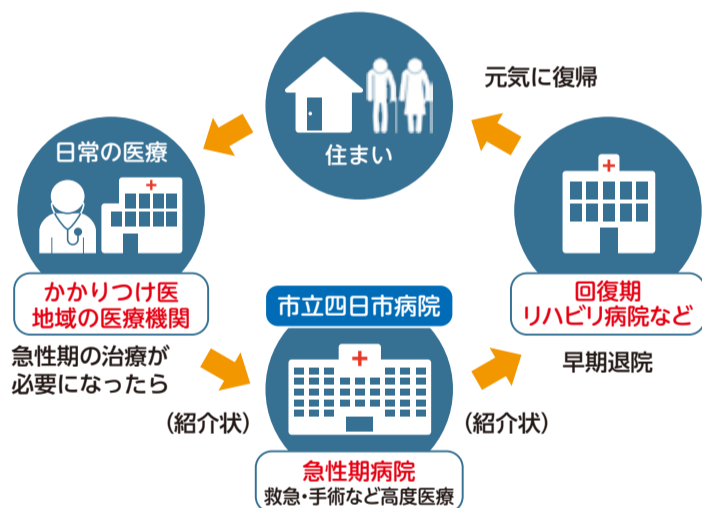 元気に復帰
住まい
日常の医療
かかりつけ医
地域の医療機関
急性期の治療が
必要になったら
(紹介状)
市立四日市病院
急性期病院
救急・手術など高度医療
(紹介状)
回復期
リハビリ病院など
早期退院